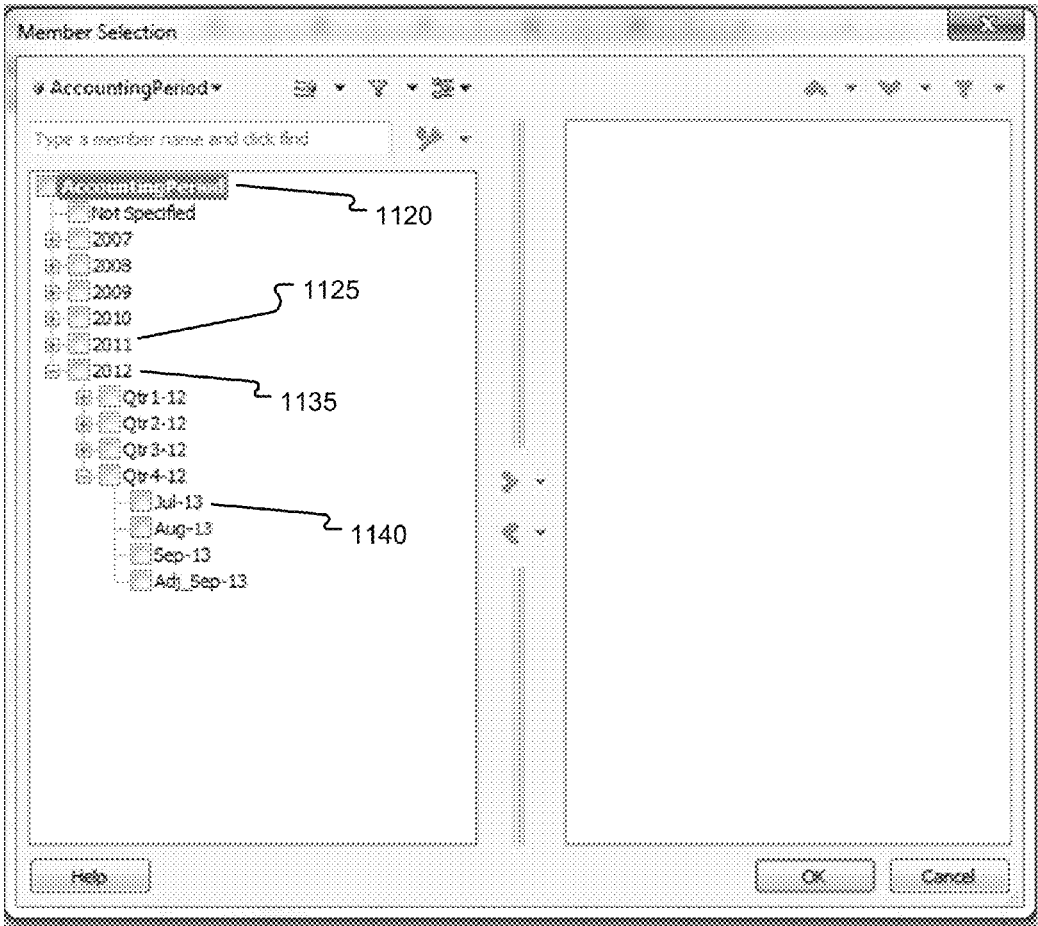 Member Selection
AccountingPeriod
Type a member name and click find
AccountingPeriod
1120
Not Specified
2007
2008
2009
1125
2010
2011
2012
1135
Qtr1-12
Qtr2-12
Qtr3-12
Qtr4-12
Jul-13
1140
Aug-13
Sep-13
Adj_Sep-13
Help
OK
Cancel